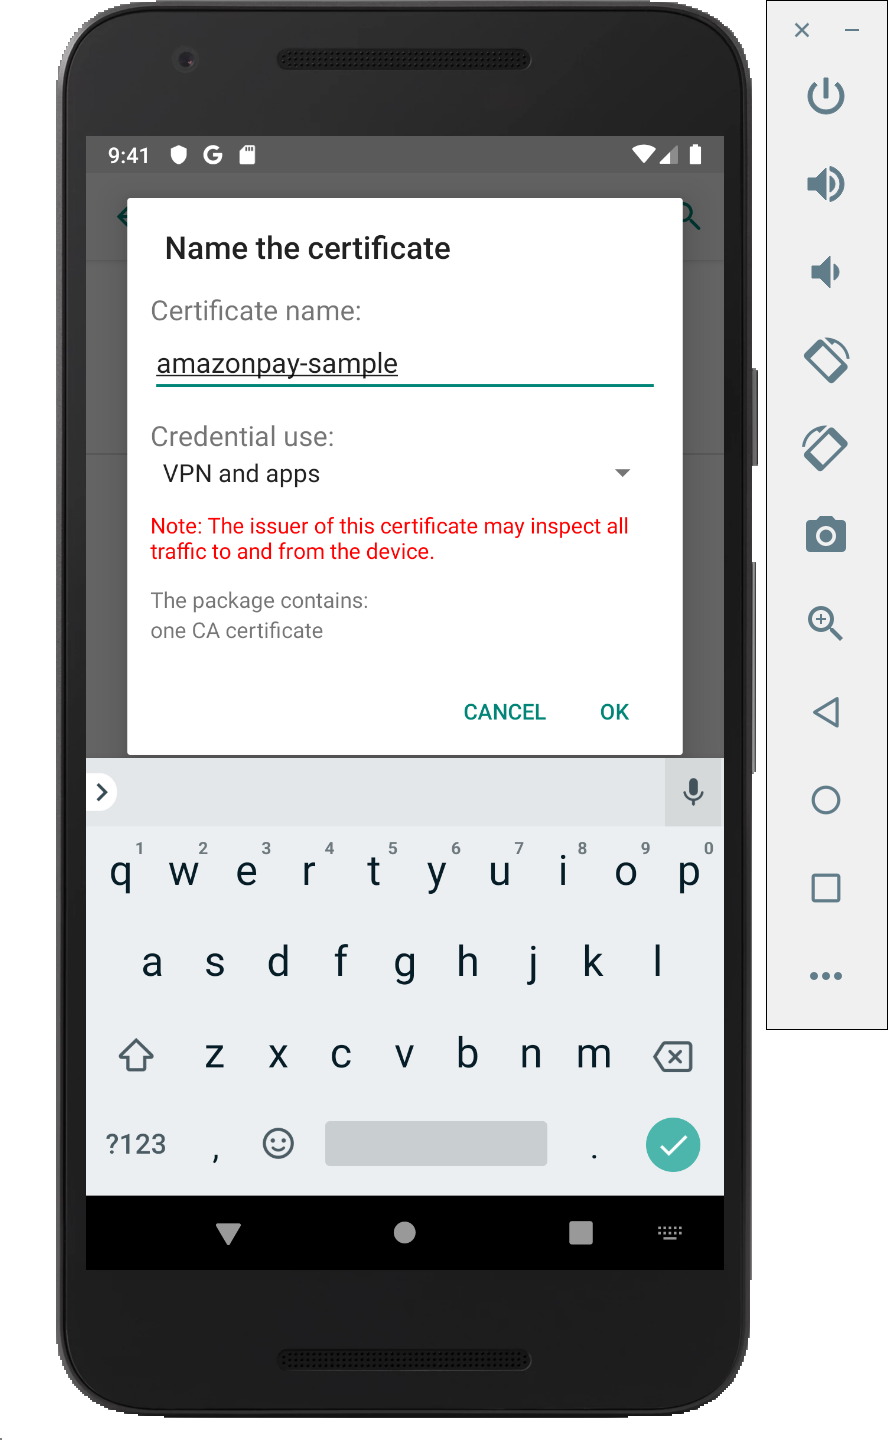 9:41
Name the certificate
Certificate name:
amazonpay-sample
Credential use:
VPN and apps
Note: The issuer of this certificate may inspect all
traffic to and from the device.
The package contains:
one CA certificate
CANCEL OK
1 2 3 4 5 6 7 8 9 0
q w e r t y u i o p
a s d f g h j k l
z x c v b n m
?123 , .